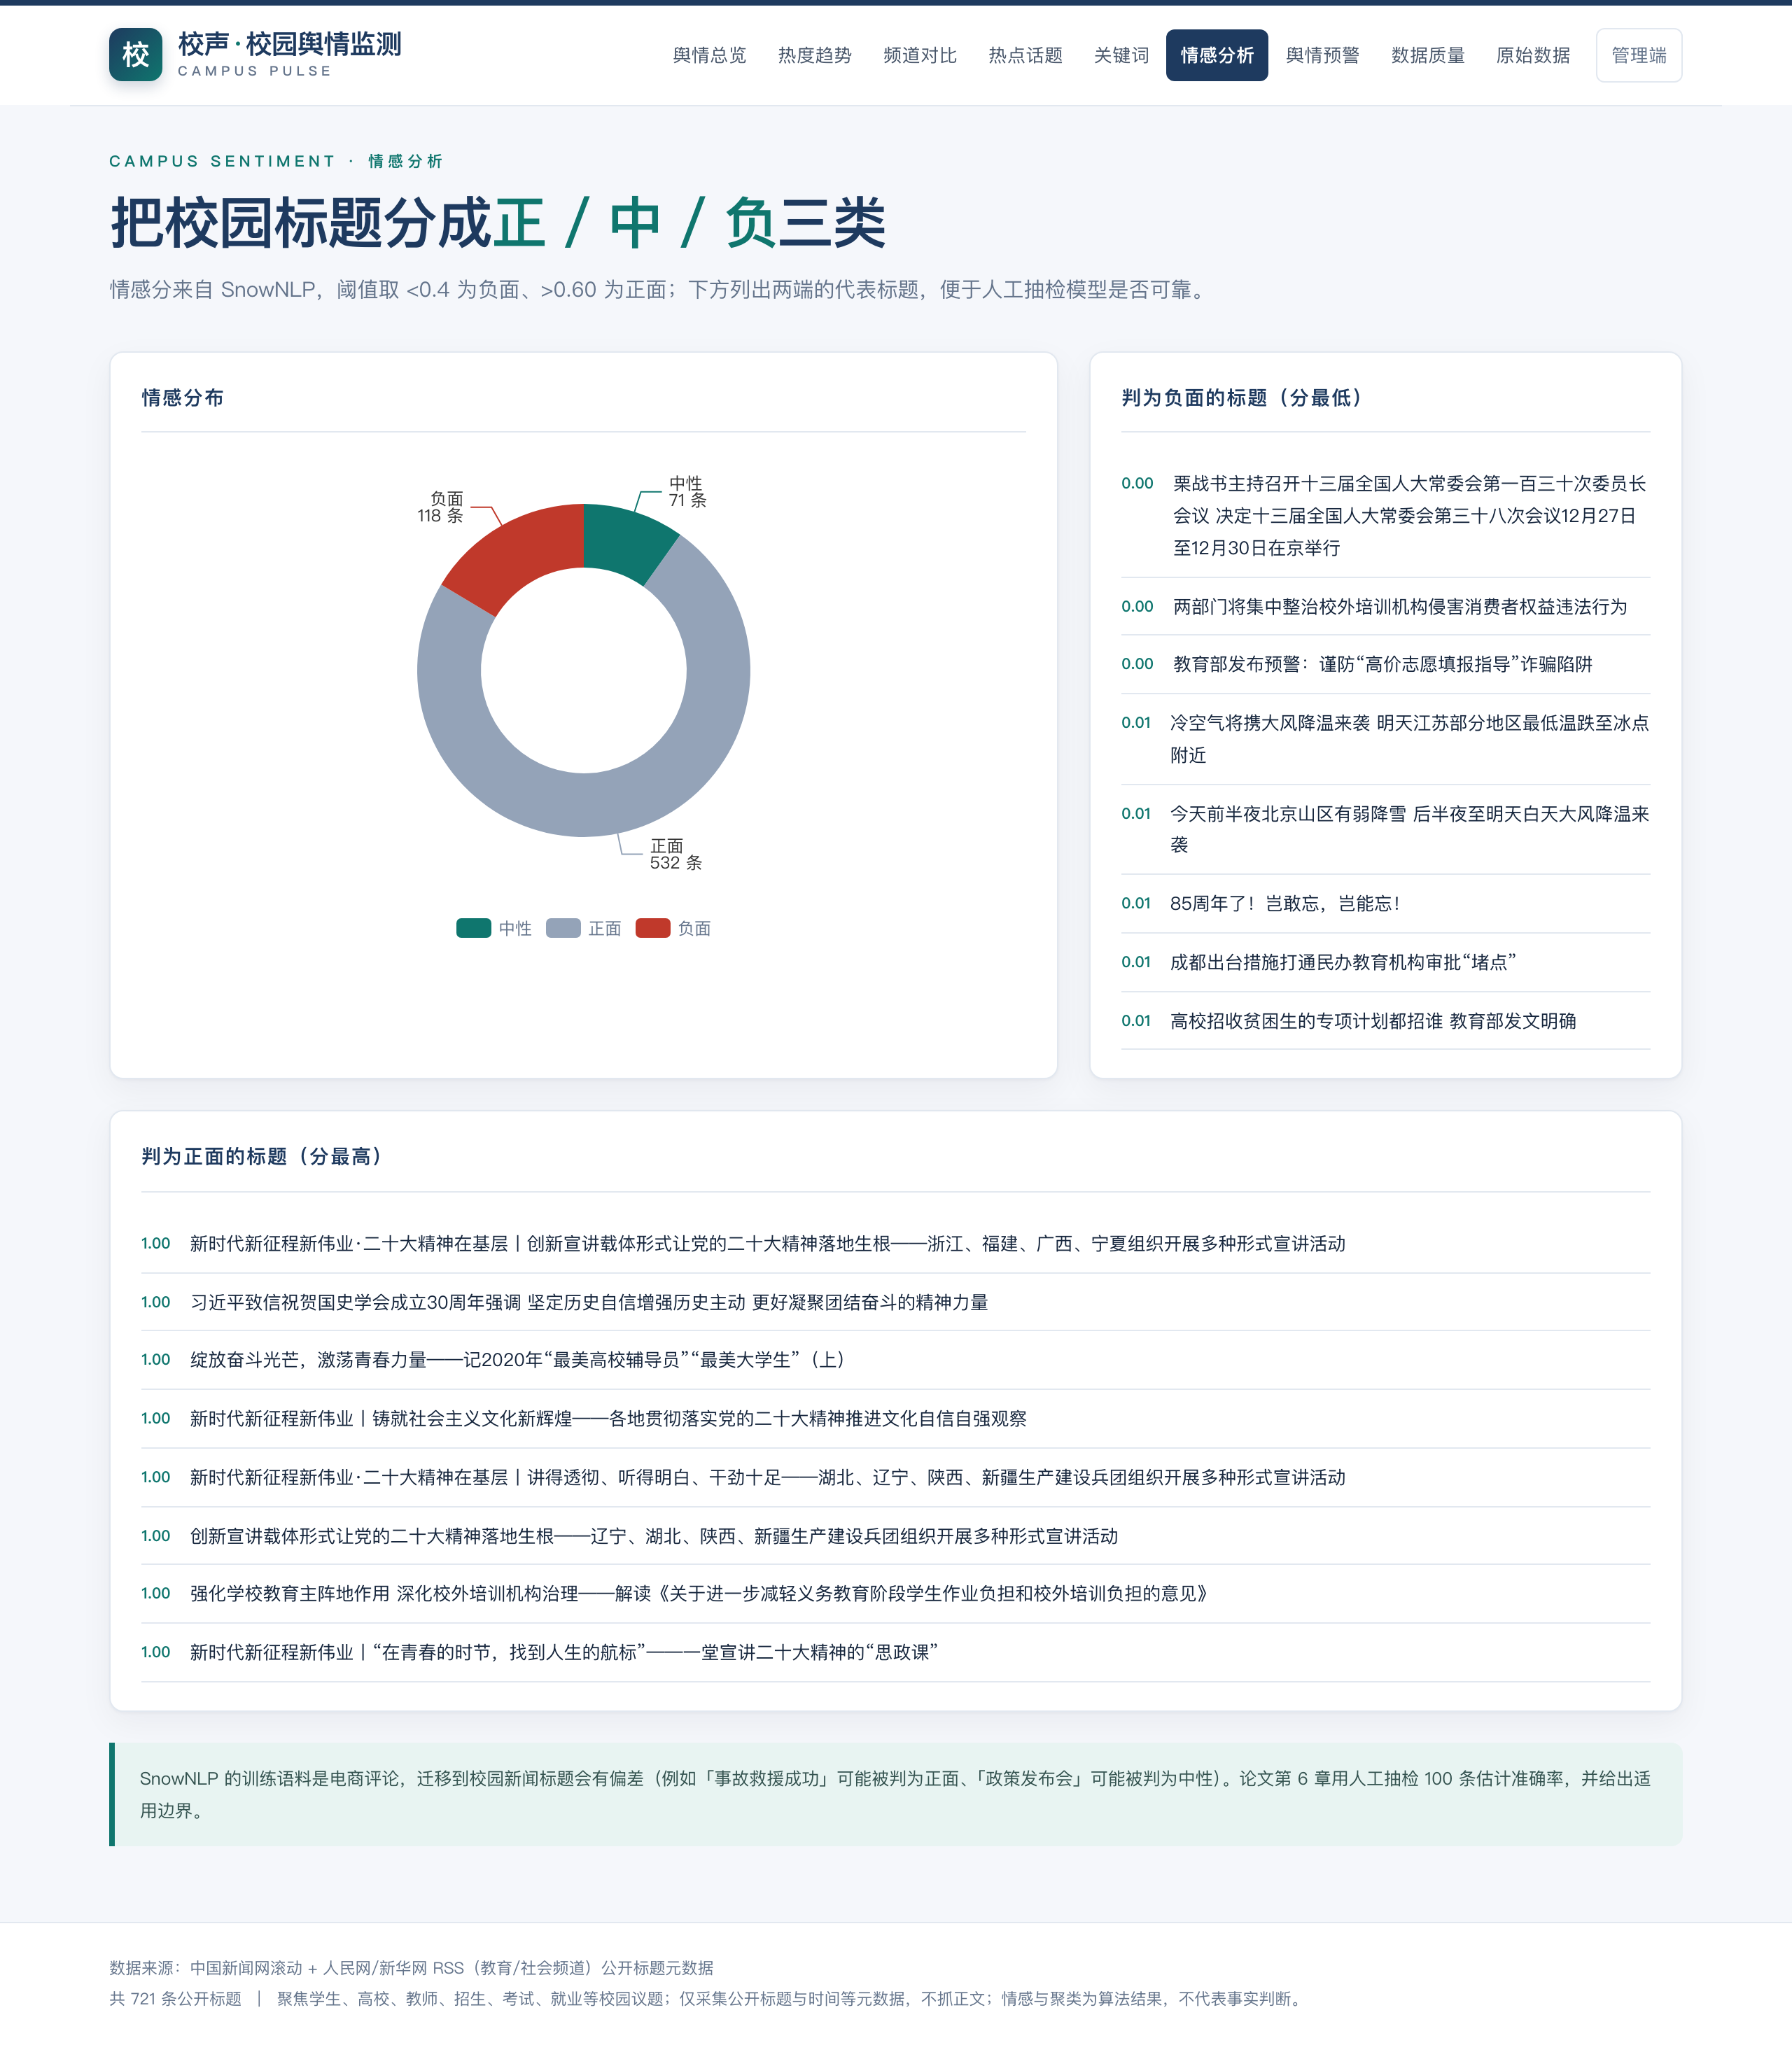 校
校声·校园舆情监测
CAMPUS PULSE
舆情总览
热度趋势
频道对比
热点话题
关键词
情感分析
舆情预警
数据质量
原始数据
管理端
CAMPUS SENTIMENT · 情感分析
把校园标题分成正 / 中 / 负三类
情感分来自 SnowNLP，阈值取 <0.4 为负面、>0.60 为正面；下方列出两端的代表标题，便于人工抽检模型是否可靠。
情感分布
负面
118 条
中性
71 条
正面
532 条
中性
正面
负面
判为负面的标题（分最低）
0.00 栗战书主持召开十三届全国人大常委会第一百三十次委员长
会议 决定十三届全国人大常委会第三十八次会议12月27日
至12月30日在京举行
0.00 两部门将集中整治校外培训机构侵害消费者权益违法行为
0.00 教育部发布预警：谨防“高价志愿填报指导”诈骗陷阱
0.01 冷空气将携大风降温来袭 明天江苏部分地区最低温跌至冰点
附近
0.01 今天前半夜北京山区有弱降雪 后半夜至明天白天大风降温来
袭
0.01 85周年了！岂敢忘，岂能忘！
0.01 成都出台措施打通民办教育机构审批“堵点”
0.01 高校招收贫困生的专项计划都招谁 教育部发文明确
判为正面的标题（分最高）
1.00 新时代新征程新伟业·二十大精神在基层丨创新宣讲载体形式让党的二十大精神落地生根——浙江、福建、广西、宁夏组织开展多种形式宣讲活动
1.00 习近平致信祝贺国史学会成立30周年强调 坚定历史自信增强历史主动 更好凝聚团结奋斗的精神力量
1.00 绽放奋斗光芒，激荡青春力量——记2020年“最美高校辅导员”“最美大学生”（上）
1.00 新时代新征程新伟业丨铸就社会主义文化新辉煌——各地贯彻落实党的二十大精神推进文化自信自强观察
1.00 新时代新征程新伟业·二十大精神在基层丨讲得透彻、听得明白、干劲十足——湖北、辽宁、陕西、新疆生产建设兵团组织开展多种形式宣讲活动
1.00 创新宣讲载体形式让党的二十大精神落地生根——辽宁、湖北、陕西、新疆生产建设兵团组织开展多种形式宣讲活动
1.00 强化学校教育主阵地作用 深化校外培训机构治理——解读《关于进一步减轻义务教育阶段学生作业负担和校外培训负担的意见》
1.00 新时代新征程新伟业丨“在青春的时节，找到人生的航标”——一堂宣讲二十大精神的“思政课”
SnowNLP 的训练语料是电商评论，迁移到校园新闻标题会有偏差（例如「事故救援成功」可能被判为正面、「政策发布会」可能被判为中性）。论文第 6 章用人工抽检 100 条估计准确率，并给出适
用边界。
数据来源：中国新闻网滚动 + 人民网/新华网 RSS（教育/社会频道）公开标题元数据
共 721 条公开标题 ｜ 聚焦学生、高校、教师、招生、考试、就业等校园议题；仅采集公开标题与时间等元数据，不抓正文；情感与聚类为算法结果，不代表事实判断。